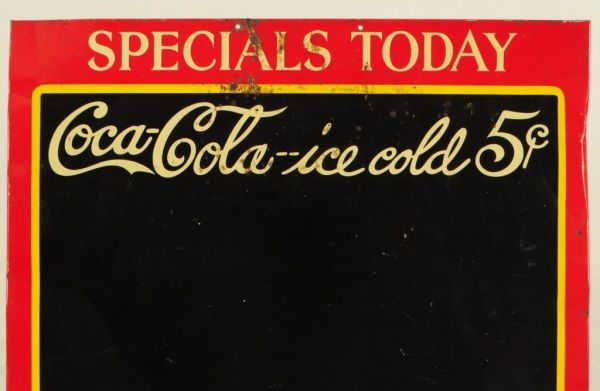 SPECIALS TODAY
Coca-Cola--ice cold 5¢